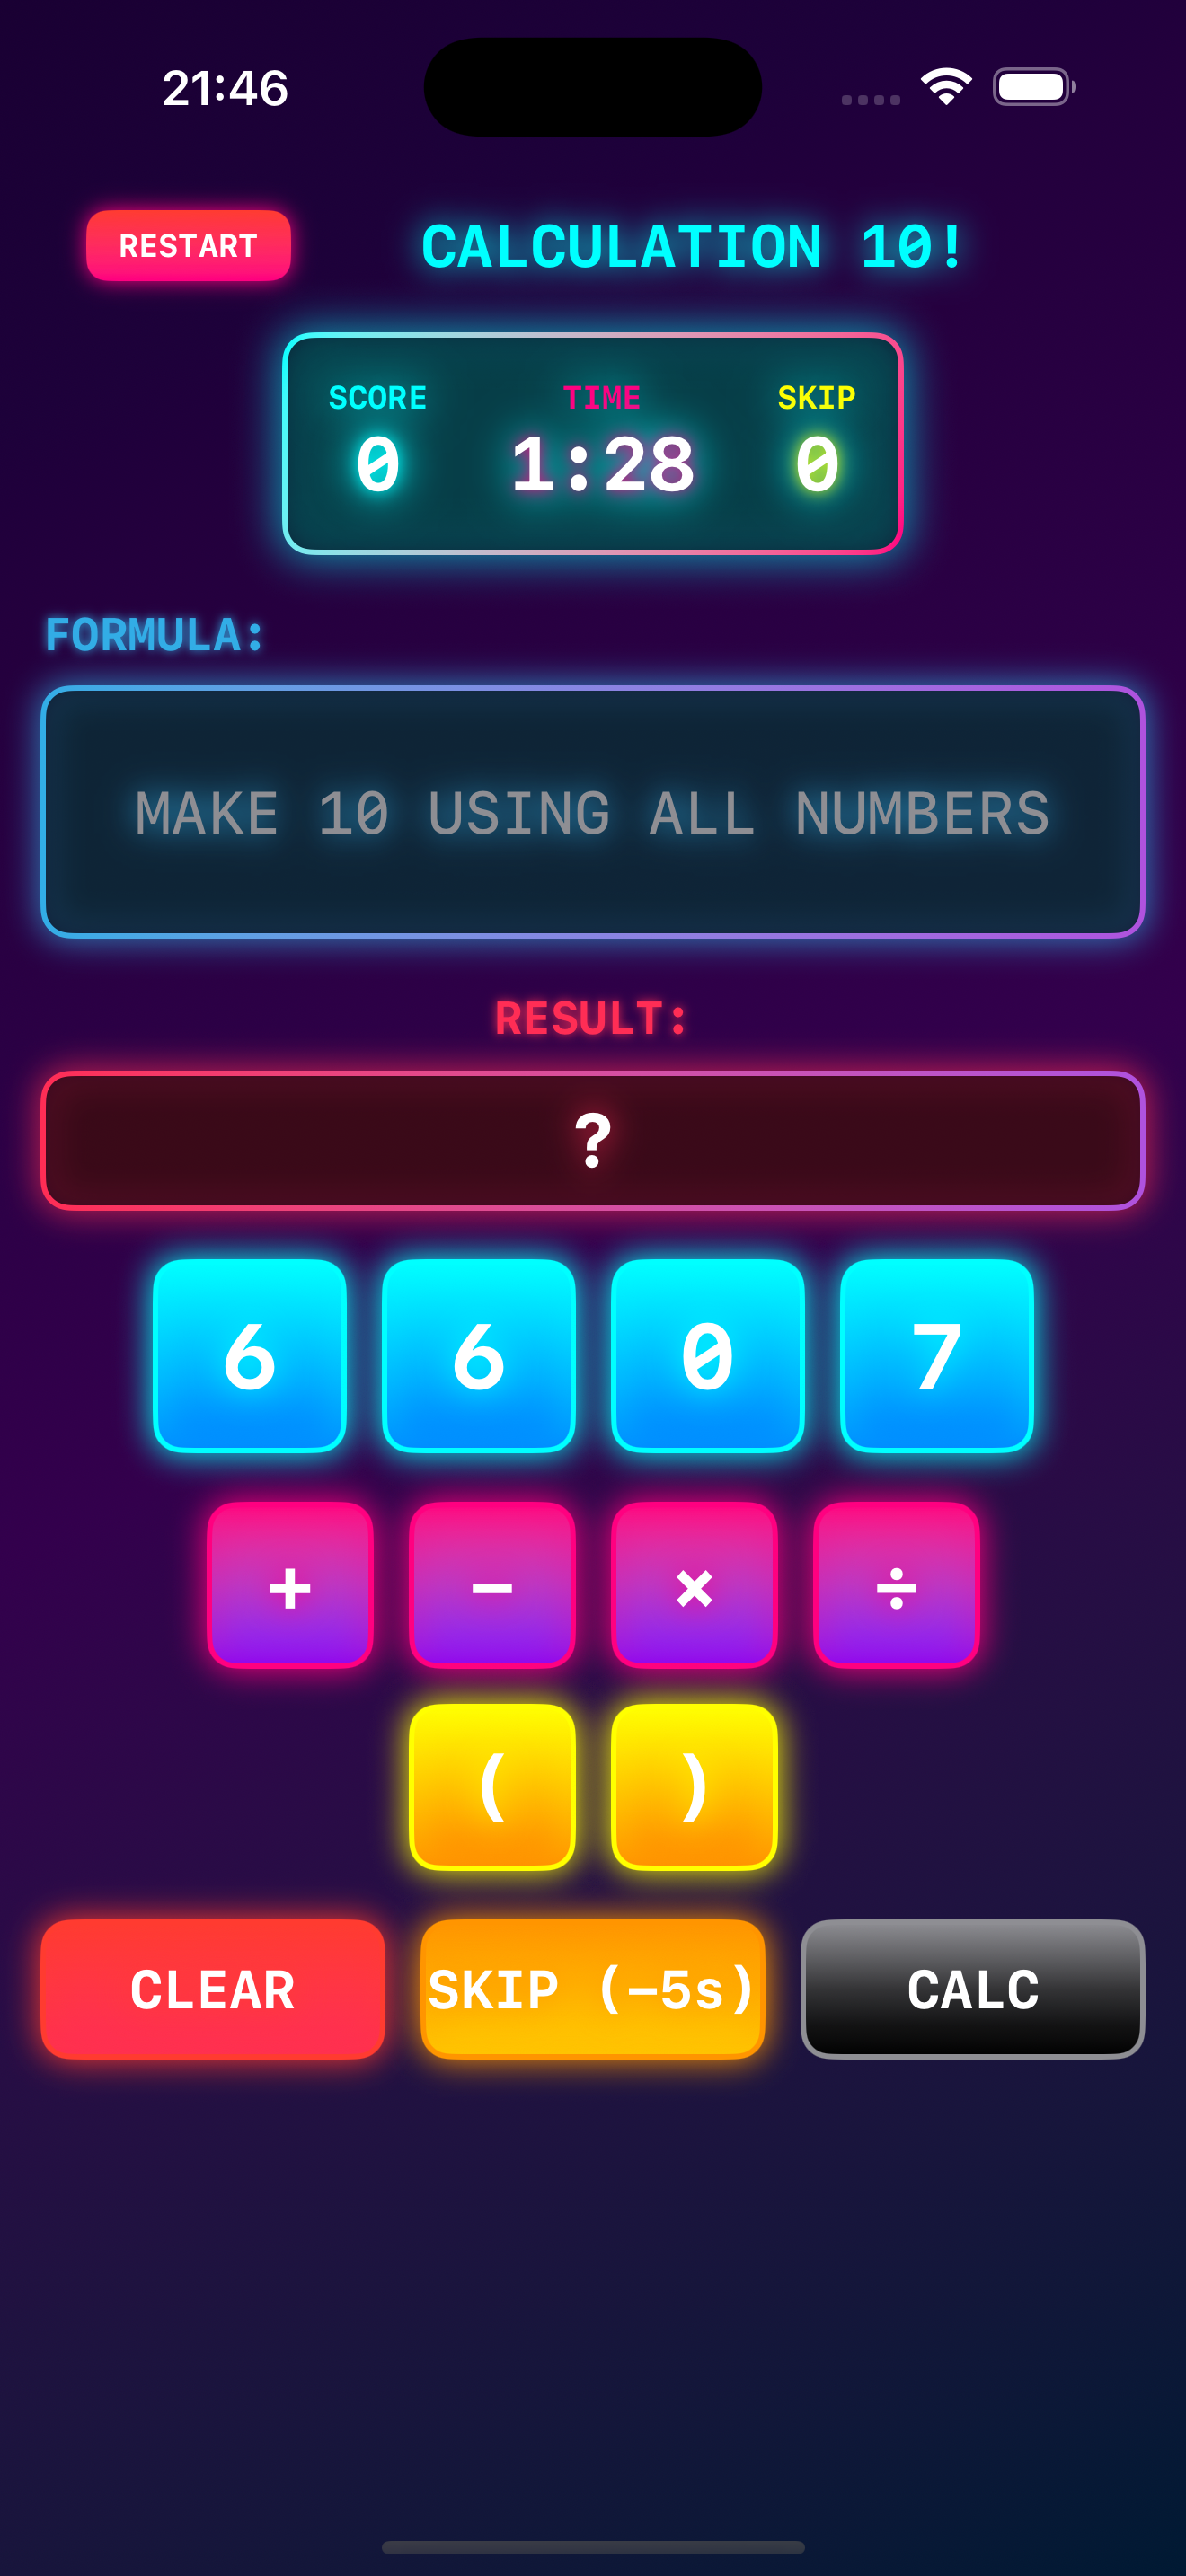 21:46
RESTART
CALCULATION 10!
SCORE TIME SKIP
0 1:28 0
FORMULA:
MAKE 10 USING ALL NUMBERS
RESULT:
?
6 6 0 7
+ − × ÷
( )
CLEAR SKIP (−5s) CALC